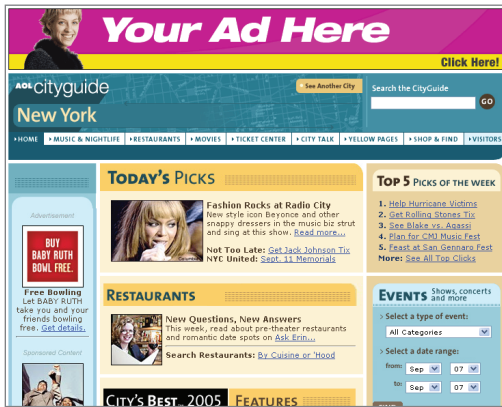 Your Ad Here
Click Here!
AOL cityguide
See Another City
Search the CityGuide
GO
New York
HOME MUSIC & NIGHTLIFE RESTAURANTS MOVIES TICKET CENTER CITY TALK YELLOW PAGES SHOP & FIND VISITORS
Advertisement
BUY
BABY RUTH
BOWL FREE.
Free Bowling
Let BABY RUTH
take you and your
friends bowling
free. Get details.
Sponsored Content
TODAY'S PICKS
Fashion Rocks at Radio City
New style icon Beyonce and other
snappy dressers in the music biz strut
and sing at this show. Read more...
Not Too Late: Get Jack Johnson Tix
NYC United: Sept. 11 Memorials
Columbia
RESTAURANTS
New Questions, New Answers
This week, read about pre-theater restaurants
and romantic date spots on Ask Erin...
Search Restaurants: By Cuisine or 'Hood
CITY'S BEST 2005 FEATURES
TOP 5 PICKS OF THE WEEK
1. Help Hurricane Victims
2. Get Rolling Stones Tix
3. See Blake vs. Agassi
4. Plan for CMJ Music Fest
5. Feast at San Gennaro Fest
More: See All Top Clicks
EVENTS Shows, concerts
and more
Select a type of event:
All Categories
Select a date range:
from: Sep 07
to: Sep 07